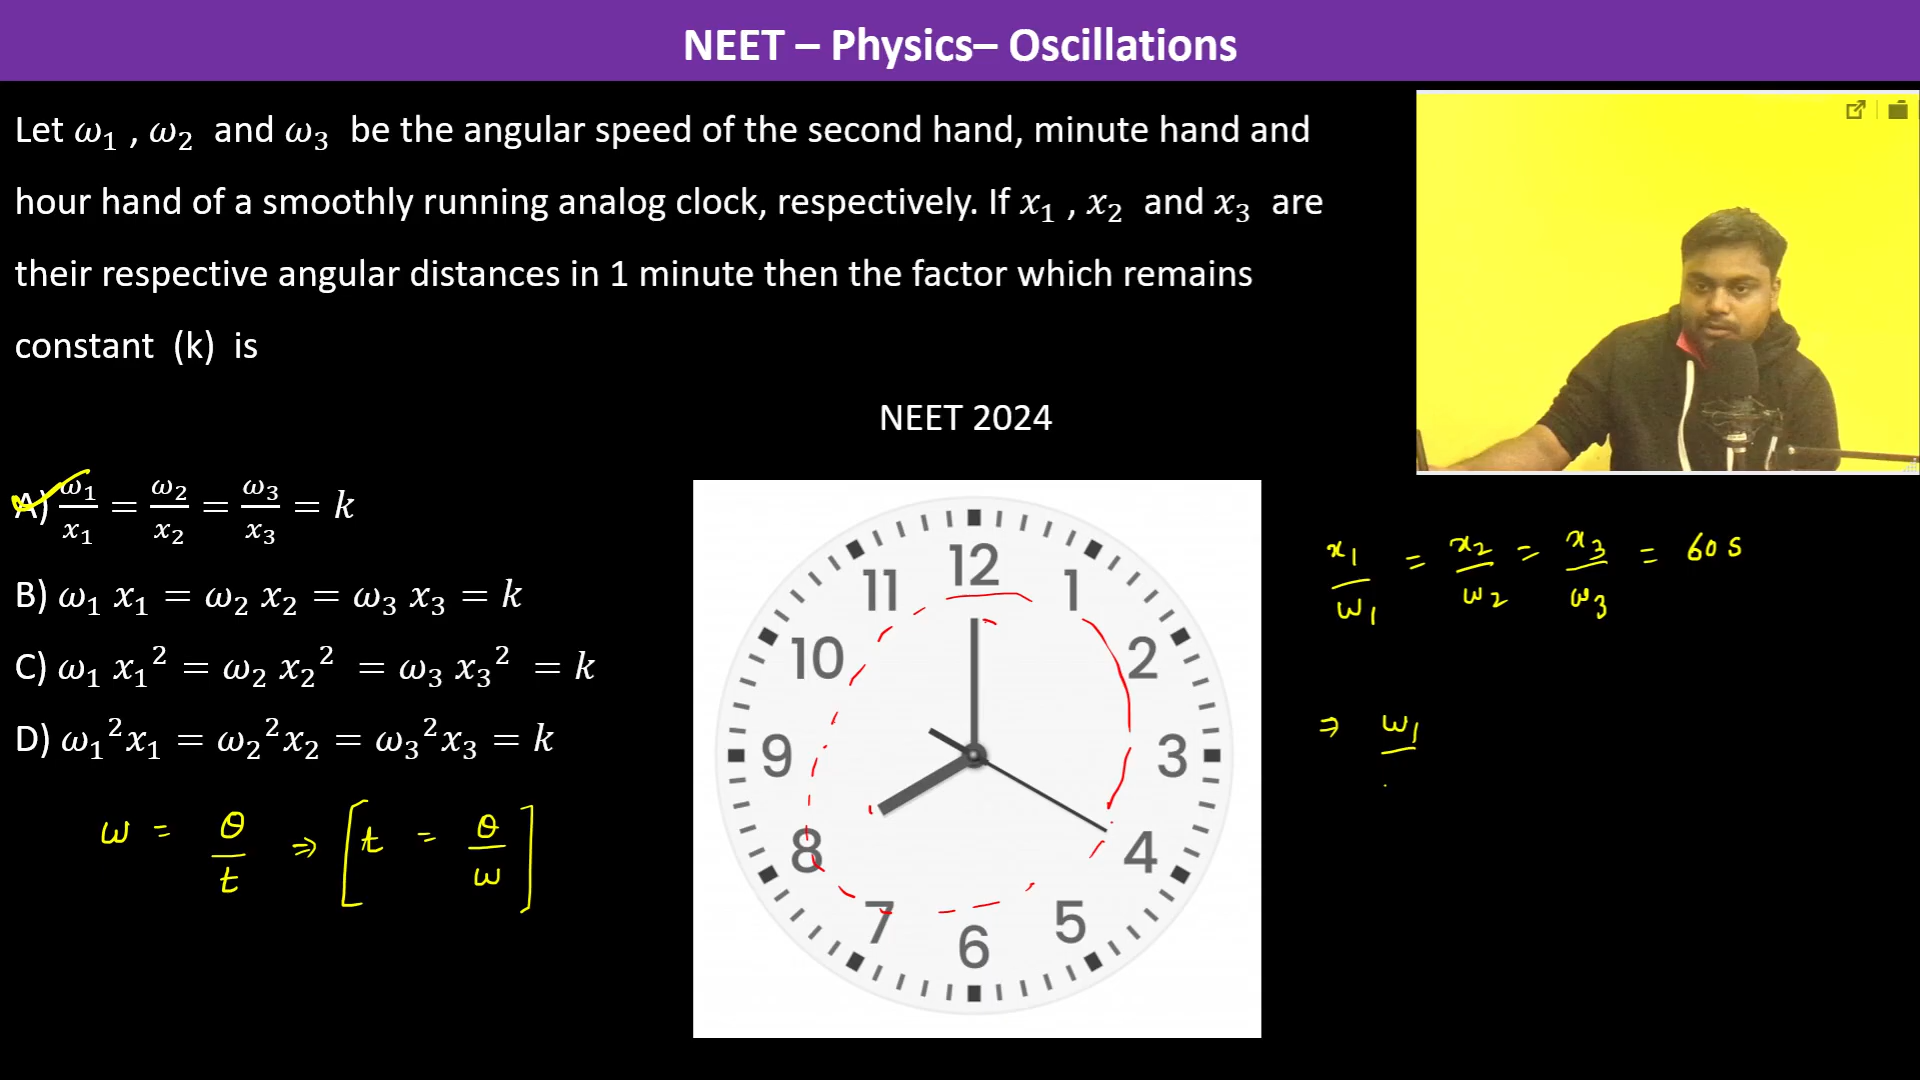 NEET – Physics– Oscillations
Let ω₁ , ω₂ and ω₃ be the angular speed of the second hand, minute hand and
hour hand of a smoothly running analog clock, respectively. If x₁ , x₂ and x₃ are
their respective angular distances in 1 minute then the factor which remains
constant (k) is
NEET 2024
A) ω₁/x₁ = ω₂/x₂ = ω₃/x₃ = k
B) ω₁ x₁ = ω₂ x₂ = ω₃ x₃ = k
C) ω₁ x₁² = ω₂ x₂² = ω₃ x₃² = k
D) ω₁²x₁ = ω₂²x₂ = ω₃²x₃ = k
ω = θ/t ⇒ [t = θ/ω]
12
11 1
10 2
9 3
8 4
7 5
6
x₁/ω₁ = x₂/ω₂ = x₃/ω₃ = 60 s
⇒ ω₁